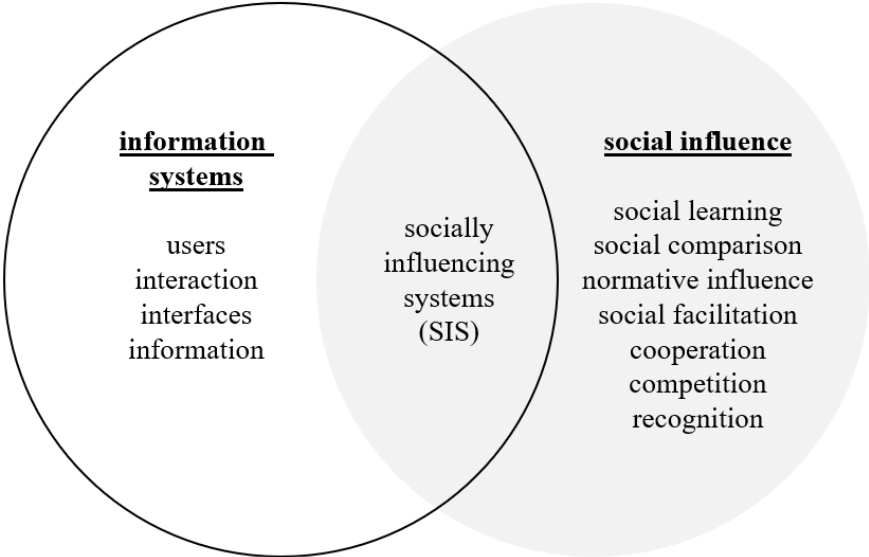 information
systems
users
interaction
interfaces
information
socially
influencing
systems
(SIS)
social influence
social learning
social comparison
normative influence
social facilitation
cooperation
competition
recognition